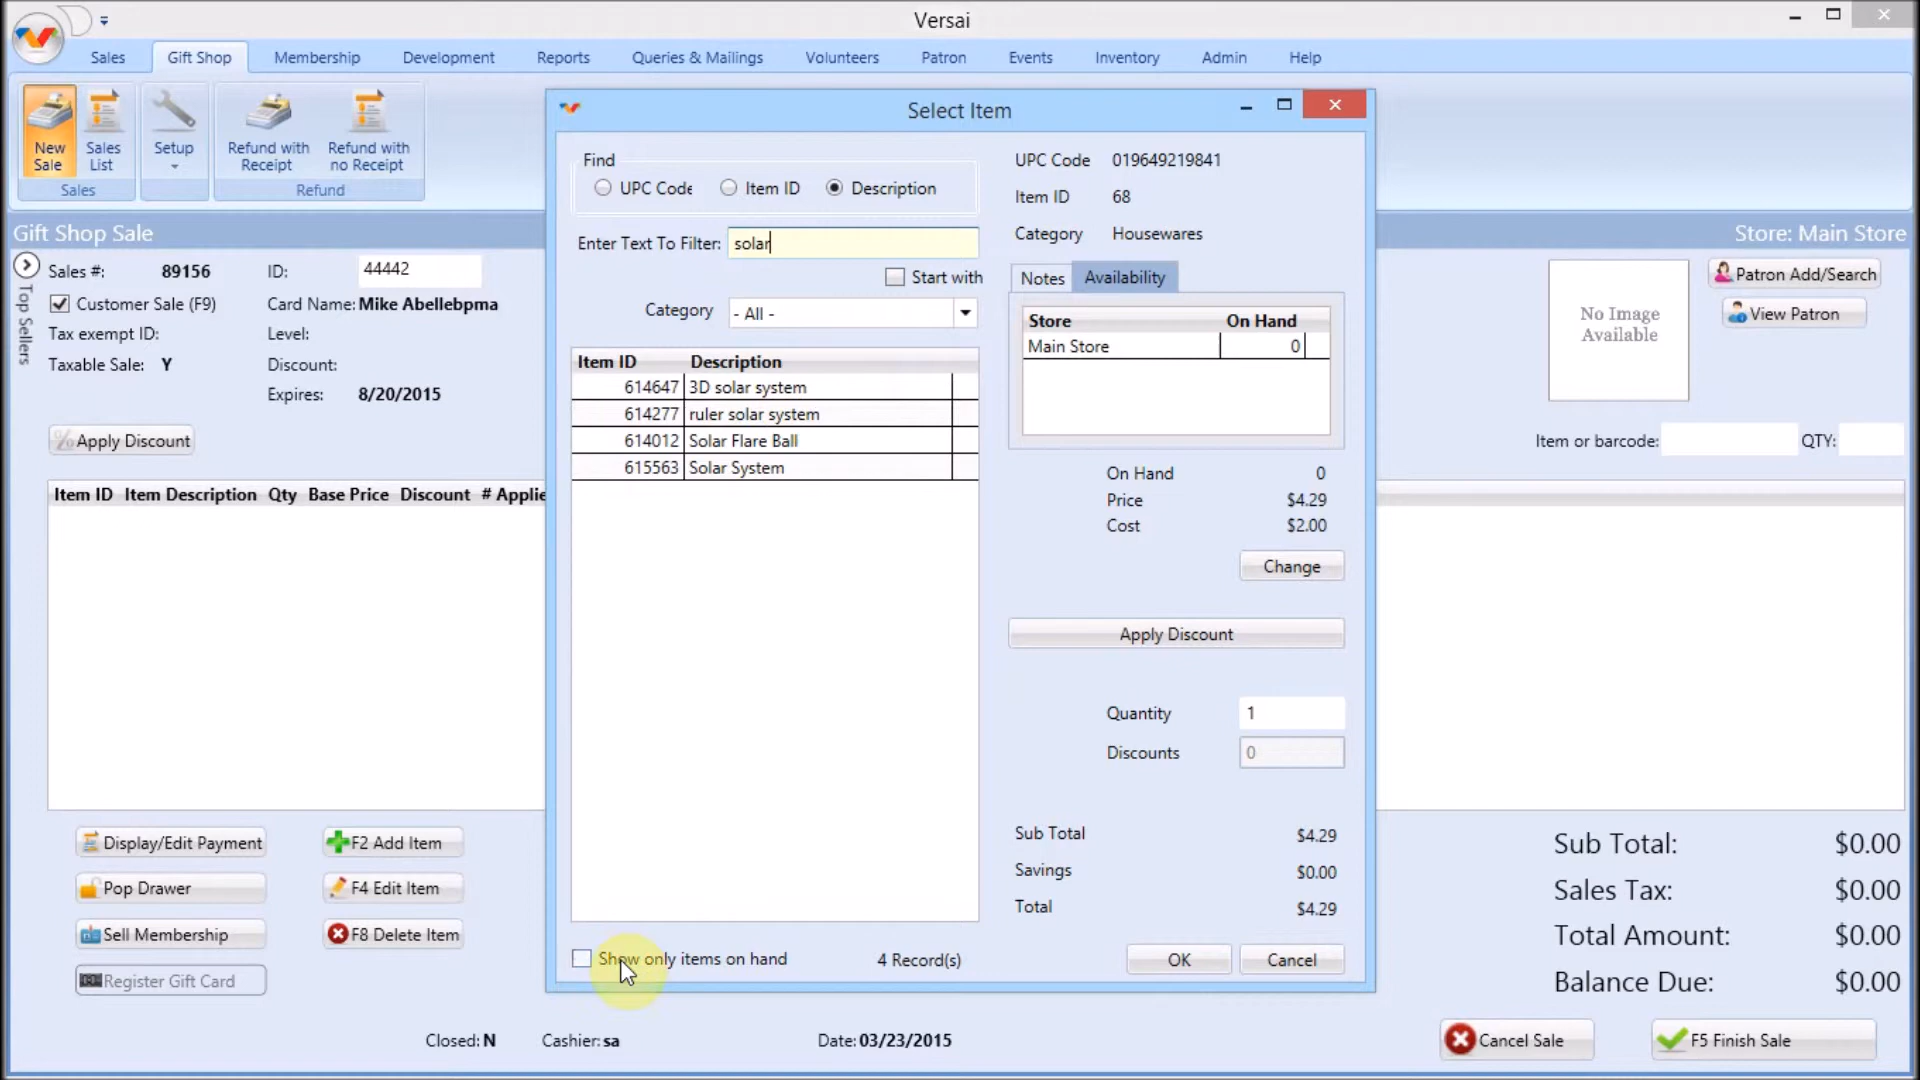 Versai
Sales Gift Shop Membership Development Reports Queries & Mailings Volunteers Patron Events Inventory Admin Help
New Sale
Sales List
Setup
Refund with Receipt
Refund with no Receipt
Sales
Refund
Gift Shop Sale
Store: Main Store
Top Sellers
Sales #: 89156
ID: 44442
Customer Sale (F9)
Card Name: Mike Abellebpma
Tax exempt ID:
Level:
Taxable Sale: Y
Discount:
Expires: 8/20/2015
Apply Discount
No Image
Available
Patron Add/Search
View Patron
Item or barcode:
QTY:
Item ID Item Description Qty Base Price Discount # Applie
Select Item
Find
UPC Code Item ID Description
Enter Text To Filter: solar
Start with
Category - All -
Item ID Description
614647 3D solar system
614277 ruler solar system
614012 Solar Flare Ball
615563 Solar System
Show only items on hand
4 Record(s)
UPC Code 019649219841
Item ID 68
Category Housewares
Notes Availability
Store On Hand
Main Store 0
On Hand 0
Price $4.29
Cost $2.00
Change
Apply Discount
Quantity 1
Discounts 0
Sub Total $4.29
Savings $0.00
Total $4.29
OK Cancel
Display/Edit Payment
F2 Add Item
Pop Drawer
F4 Edit Item
Sell Membership
F8 Delete Item
Register Gift Card
Sub Total: $0.00
Sales Tax: $0.00
Total Amount: $0.00
Balance Due: $0.00
Closed: N
Cashier: sa
Date: 03/23/2015
Cancel Sale
F5 Finish Sale